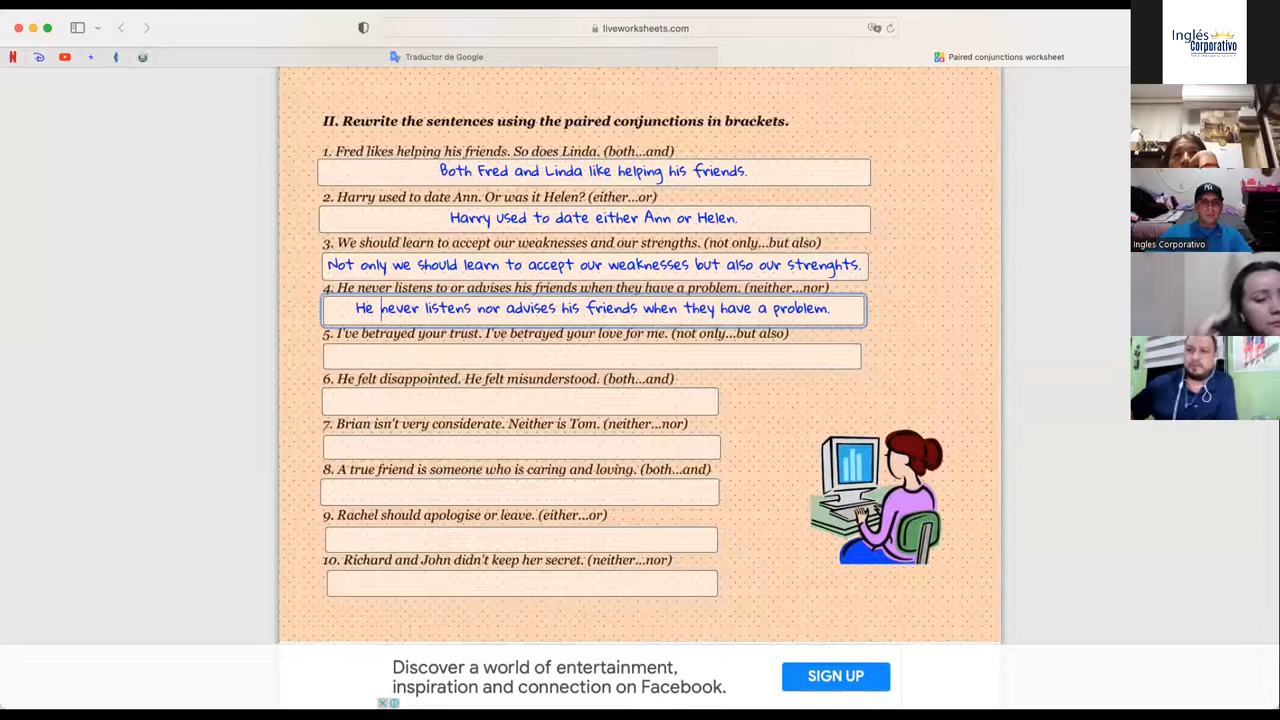 liveworksheets.com
Traductor de Google
Paired conjunctions worksheet
Inglés
Corporativo
II. Rewrite the sentences using the paired conjunctions in brackets.
1. Fred likes helping his friends. So does Linda. (both...and)
Both Fred and Linda like helping his friends.
2. Harry used to date Ann. Or was it Helen? (either...or)
Harry used to date either Ann or Helen.
3. We should learn to accept our weaknesses and our strengths. (not only...but also)
Not only we should learn to accept our weaknesses but also our strenghts.
4. He never listens to or advises his friends when they have a problem. (neither...nor)
He never listens nor advises his friends when they have a problem.
5. I've betrayed your trust. I've betrayed your love for me. (not only...but also)
6. He felt disappointed. He felt misunderstood. (both...and)
7. Brian isn't very considerate. Neither is Tom. (neither...nor)
8. A true friend is someone who is caring and loving. (both...and)
9. Rachel should apologise or leave. (either...or)
10. Richard and John didn't keep her secret. (neither...nor)
Ingles Corporativo
Discover a world of entertainment,
inspiration and connection on Facebook.
SIGN UP